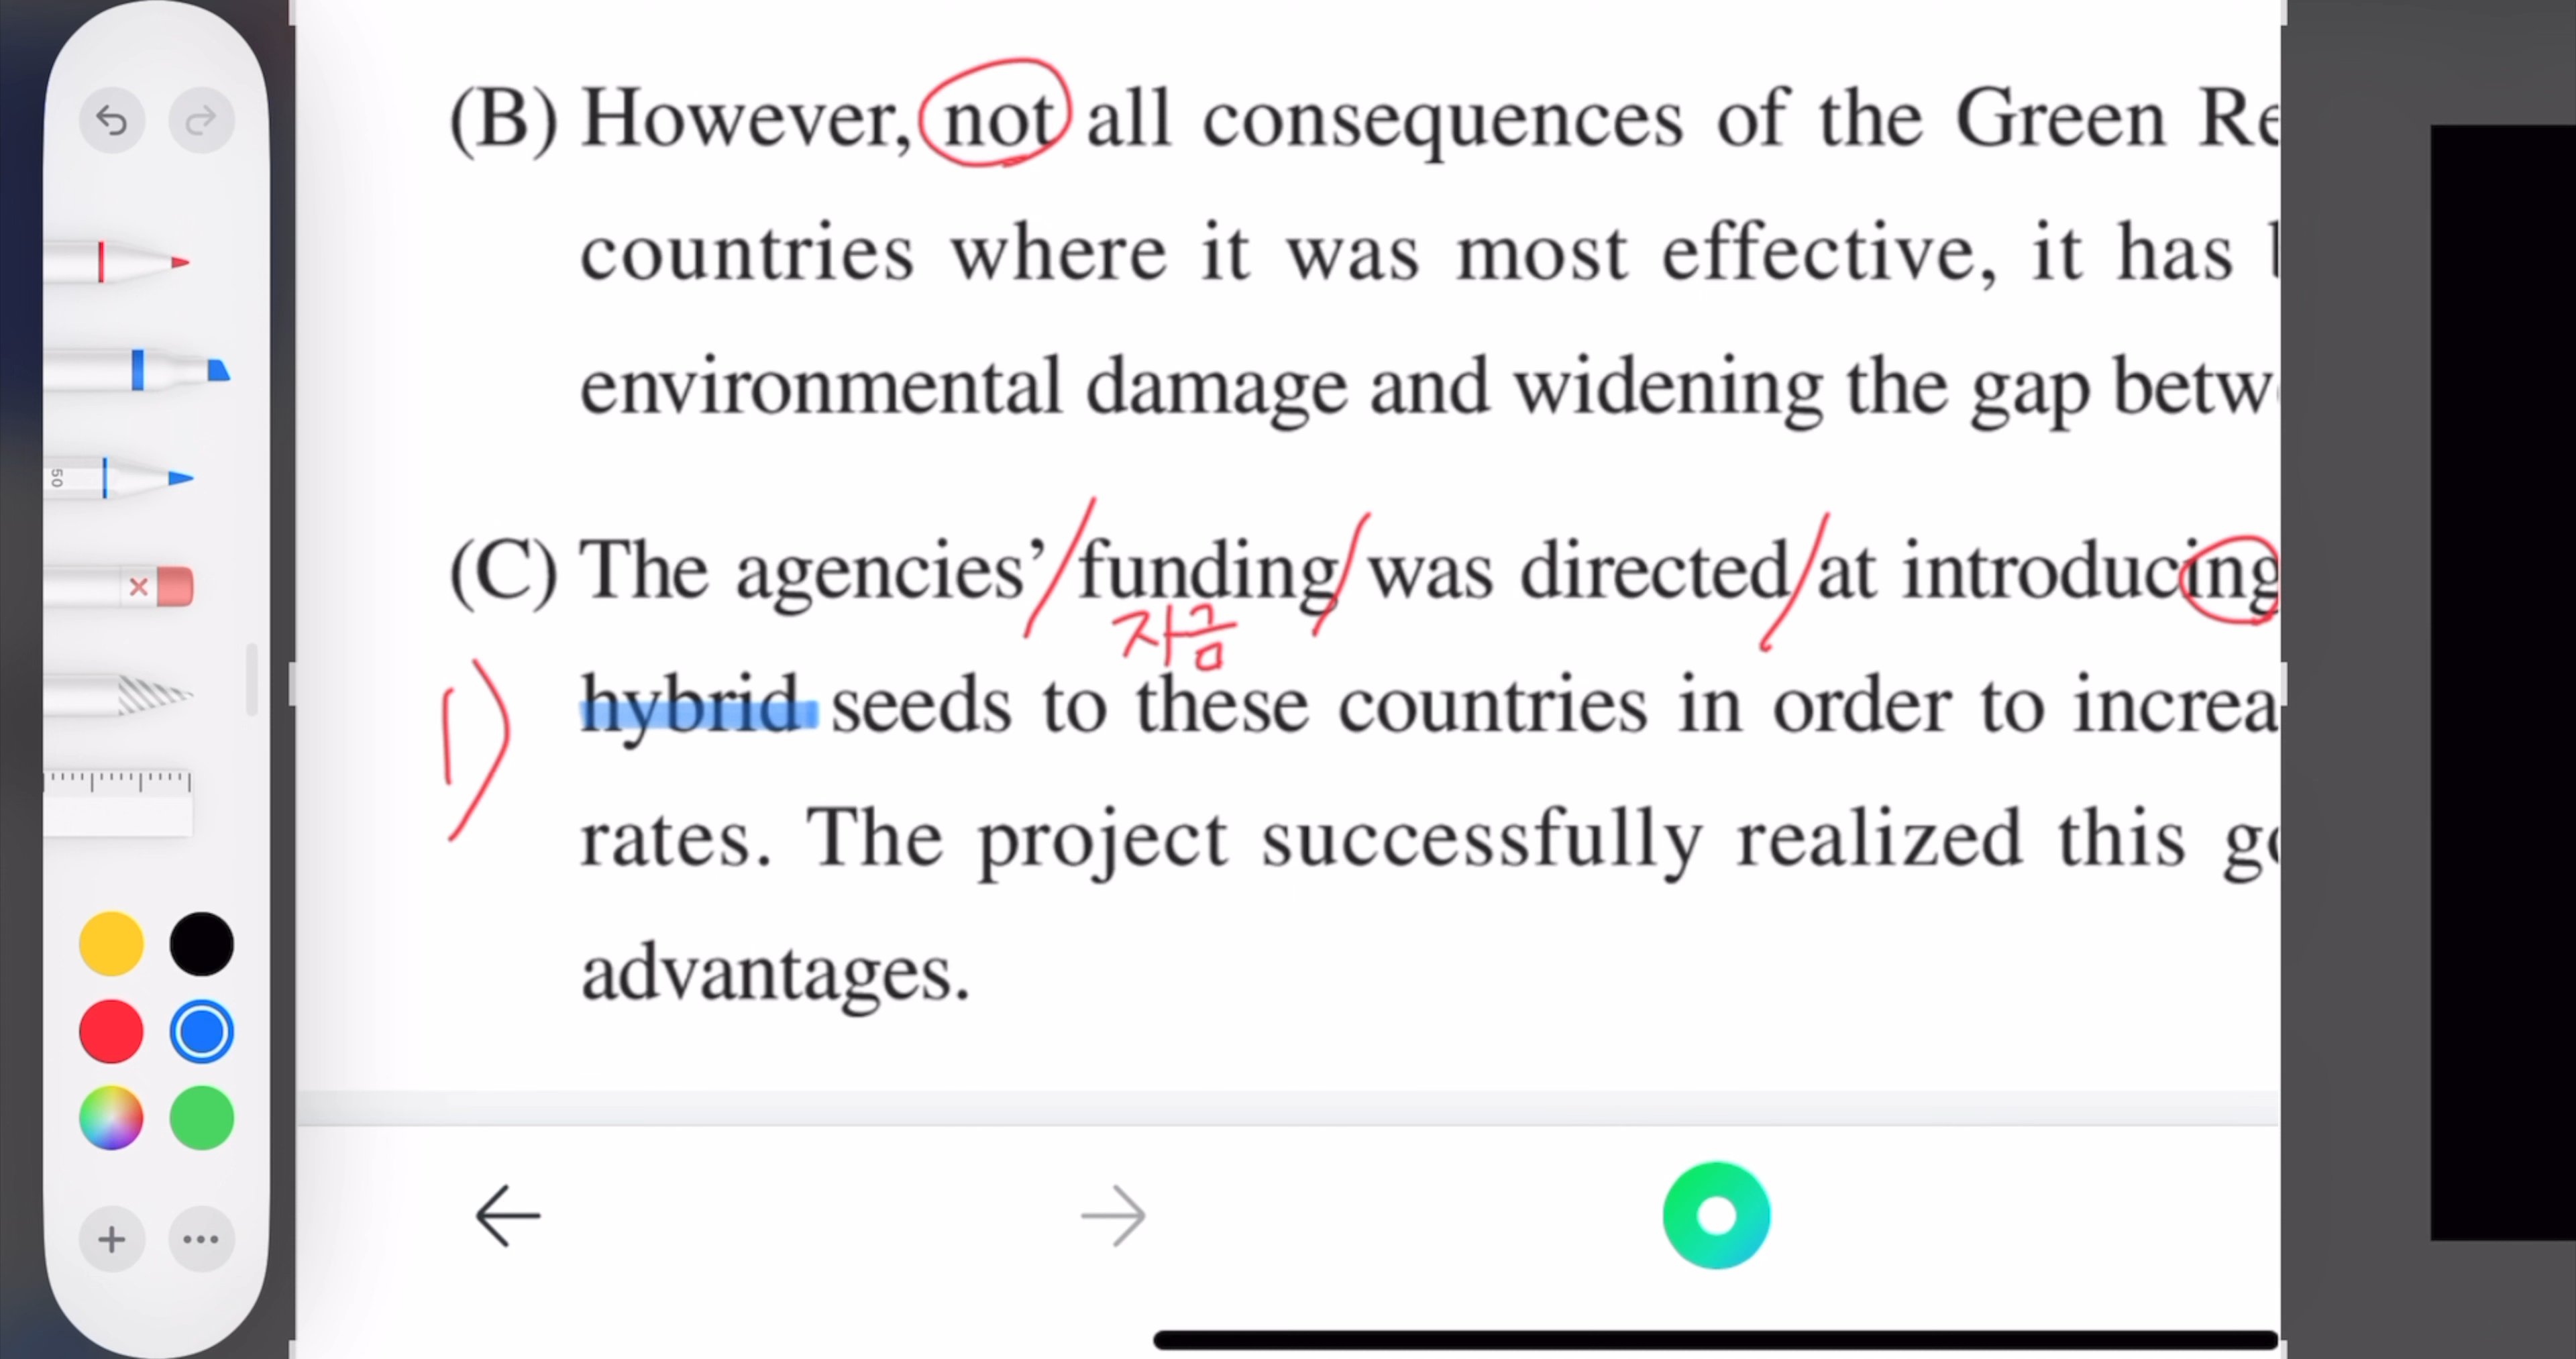 (B) However, not all consequences of the Green Re
countries where it was most effective, it has
environmental damage and widening the gap betw
(C) The agencies’ funding was directed at introducing
자금
1)
hybrid seeds to these countries in order to increa
rates. The project successfully realized this go
advantages.
50